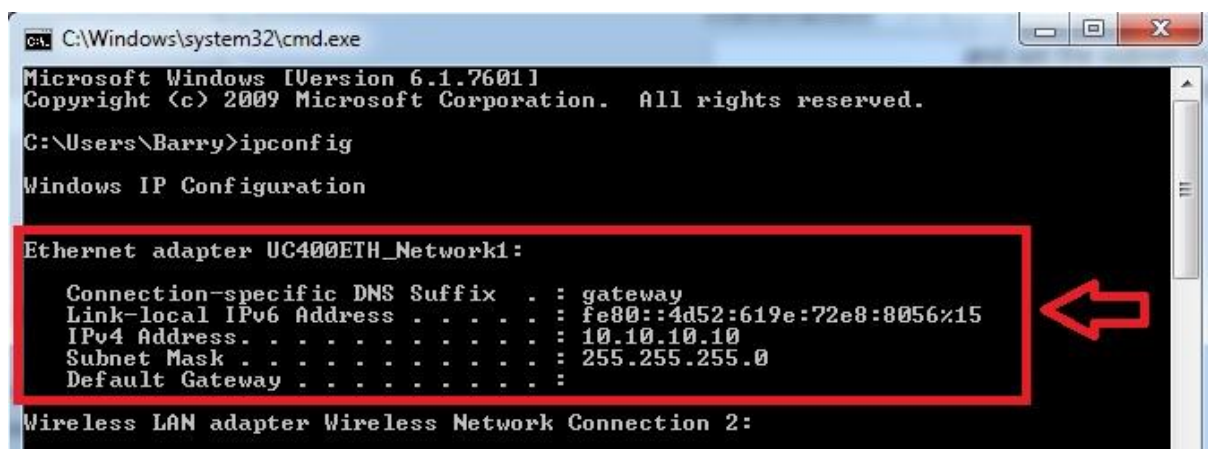 C:\Windows\system32\cmd.exe
Microsoft Windows [Version 6.1.7601]
Copyright (c) 2009 Microsoft Corporation.  All rights reserved.
C:\Users\Barry>ipconfig
Windows IP Configuration
Ethernet adapter UC400ETH_Network1:
Connection-specific DNS Suffix  . : gateway
Link-local IPv6 Address . . . . . : fe80::4d52:619e:72e8:8056%15
IPv4 Address. . . . . . . . . . . : 10.10.10.10
Subnet Mask . . . . . . . . . . . : 255.255.255.0
Default Gateway . . . . . . . . . :
Wireless LAN adapter Wireless Network Connection 2: